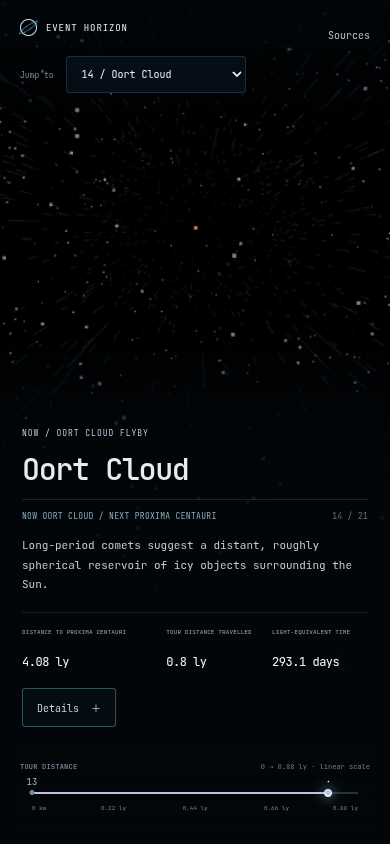 EVENT HORIZON
Sources
Jump to
14 / Oort Cloud
NOW / OORT CLOUD FLYBY
Oort Cloud
NOW OORT CLOUD / NEXT PROXIMA CENTAURI
14 / 21
Long-period comets suggest a distant, roughly
spherical reservoir of icy objects surrounding the
Sun.
DISTANCE TO PROXIMA CENTAURI
TOUR DISTANCE TRAVELLED
LIGHT-EQUIVALENT TIME
4.08 ly
0.8 ly
293.1 days
Details +
TOUR DISTANCE
0 → 0.88 ly · linear scale
13
0 km
0.22 ly
0.44 ly
0.66 ly
0.88 ly